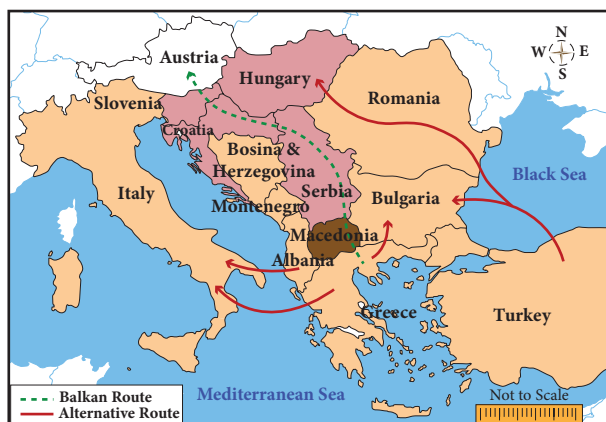 N
W E
S
Austria
Hungary
Slovenia
Romania
Croatia
Bosina &
Herzegovina
Black Sea
Italy
Serbia
Bulgaria
Montenegro
Macedonia
Albania
Greece
Turkey
Mediterranean Sea
Not to Scale
Balkan Route
Alternative Route